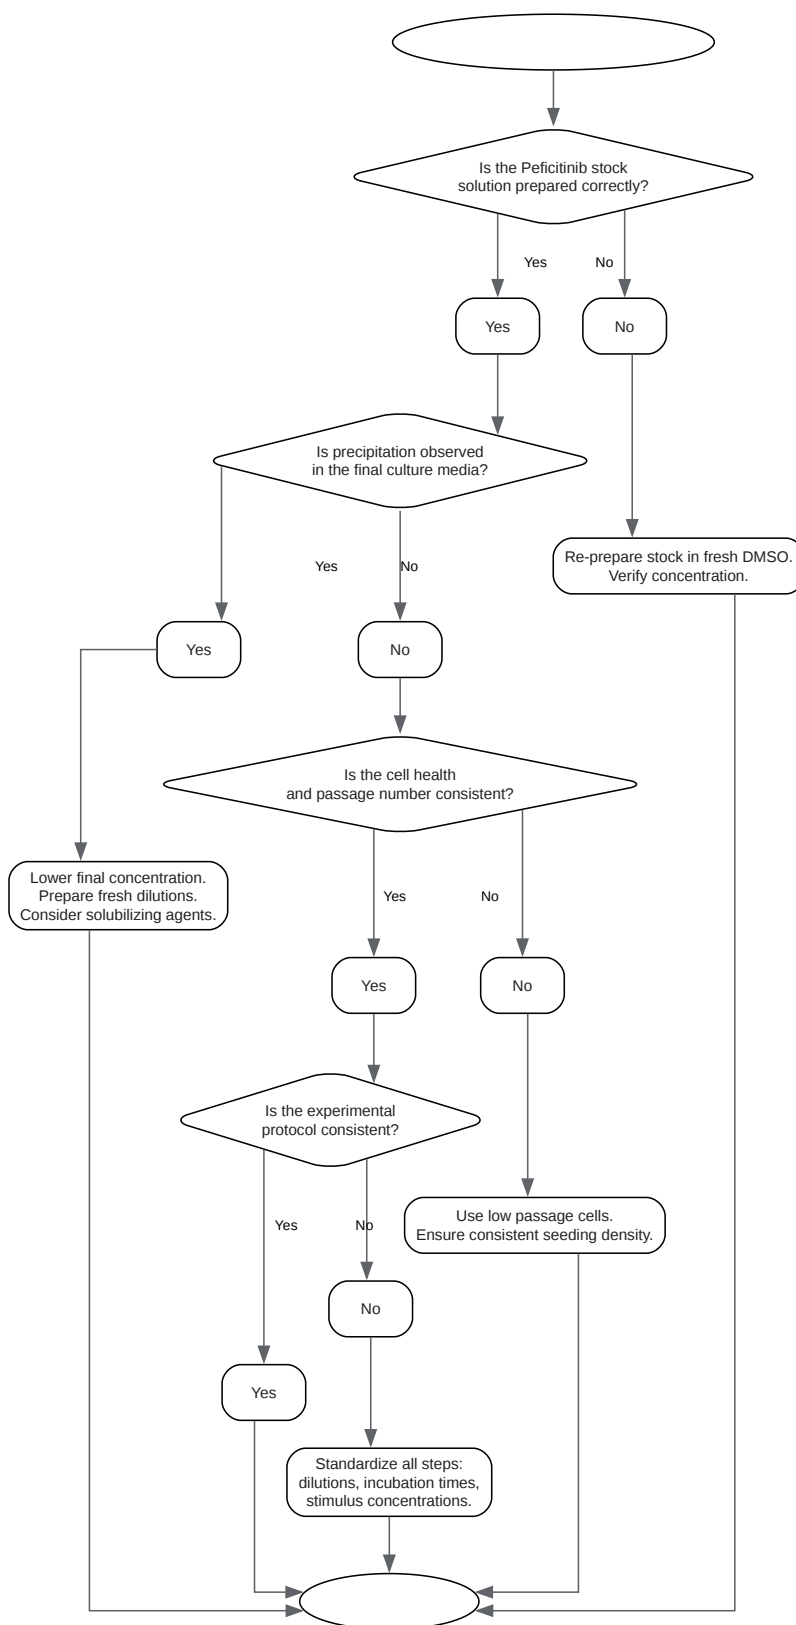 Is the Peficitinib stock
solution prepared correctly?
Yes
No
Yes
No
Is precipitation observed
in the final culture media?
Yes
No
Re-prepare stock in fresh DMSO.
Verify concentration.
Yes
No
Is the cell health
and passage number consistent?
Lower final concentration.
Prepare fresh dilutions.
Consider solubilizing agents.
Yes
No
Yes
No
Is the experimental
protocol consistent?
Yes
No
Use low passage cells.
Ensure consistent seeding density.
No
Yes
Standardize all steps:
dilutions, incubation times,
stimulus concentrations.